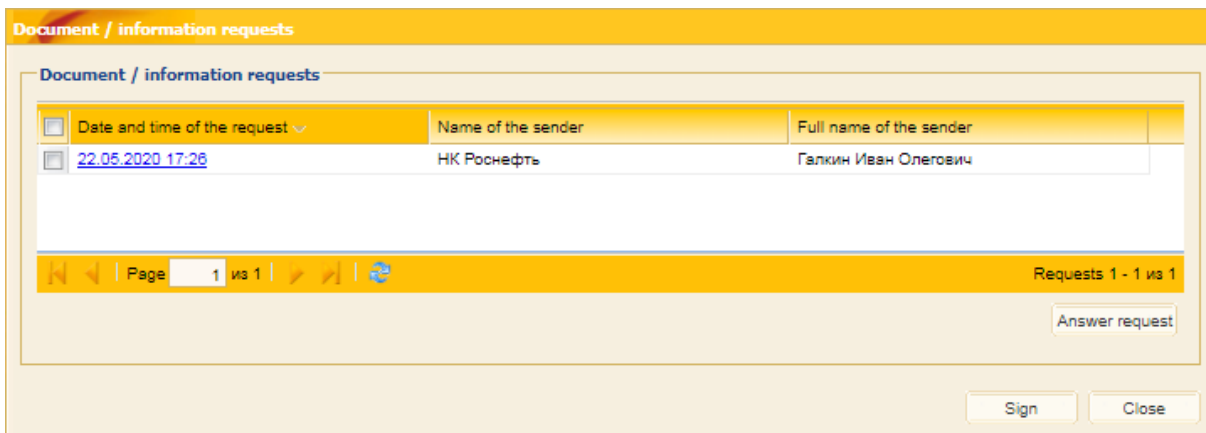 Document / information requests
Document / information requests
Date and time of the request Name of the sender Full name of the sender
22.05.2020 17:26 НК Роснефть Галкин Иван Олегович
Page 1 из 1 Requests 1 - 1 из 1
Answer request
Sign Close